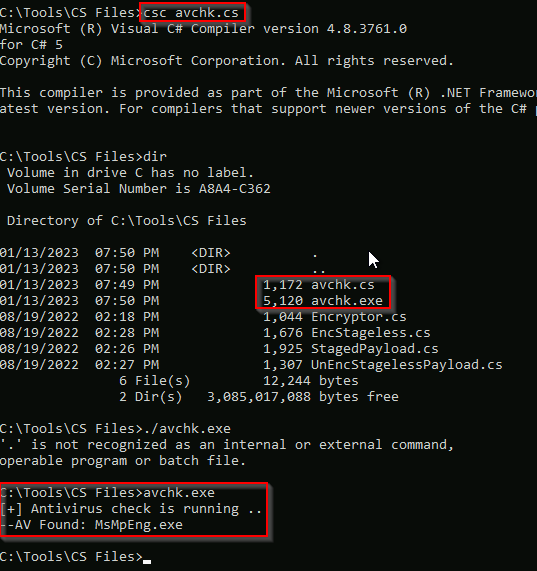 C:\Tools\CS Files>csc avchk.cs
Microsoft (R) Visual C# Compiler version 4.8.3761.0
for C# 5
Copyright (C) Microsoft Corporation. All rights reserved.
This compiler is provided as part of the Microsoft (R) .NET Framewor
atest version. For compilers that support newer versions of the C# p
C:\Tools\CS Files>dir
Volume in drive C has no label.
Volume Serial Number is A8A4-C362
Directory of C:\Tools\CS Files
01/13/2023 07:50 PM <DIR> .
01/13/2023 07:50 PM <DIR> ..
01/13/2023 07:49 PM 1,172 avchk.cs
01/13/2023 07:50 PM 5,120 avchk.exe
08/19/2022 02:18 PM 1,044 Encryptor.cs
08/19/2022 02:28 PM 1,676 EncStageless.cs
08/19/2022 02:26 PM 1,925 StagedPayload.cs
08/19/2022 02:27 PM 1,307 UnEncStagelessPayload.cs
6 File(s) 12,244 bytes
2 Dir(s) 3,085,017,088 bytes free
C:\Tools\CS Files>./avchk.exe
'.' is not recognized as an internal or external command,
operable program or batch file.
C:\Tools\CS Files>avchk.exe
[+] Antivirus check is running ..
--AV Found: MsMpEng.exe
C:\Tools\CS Files>